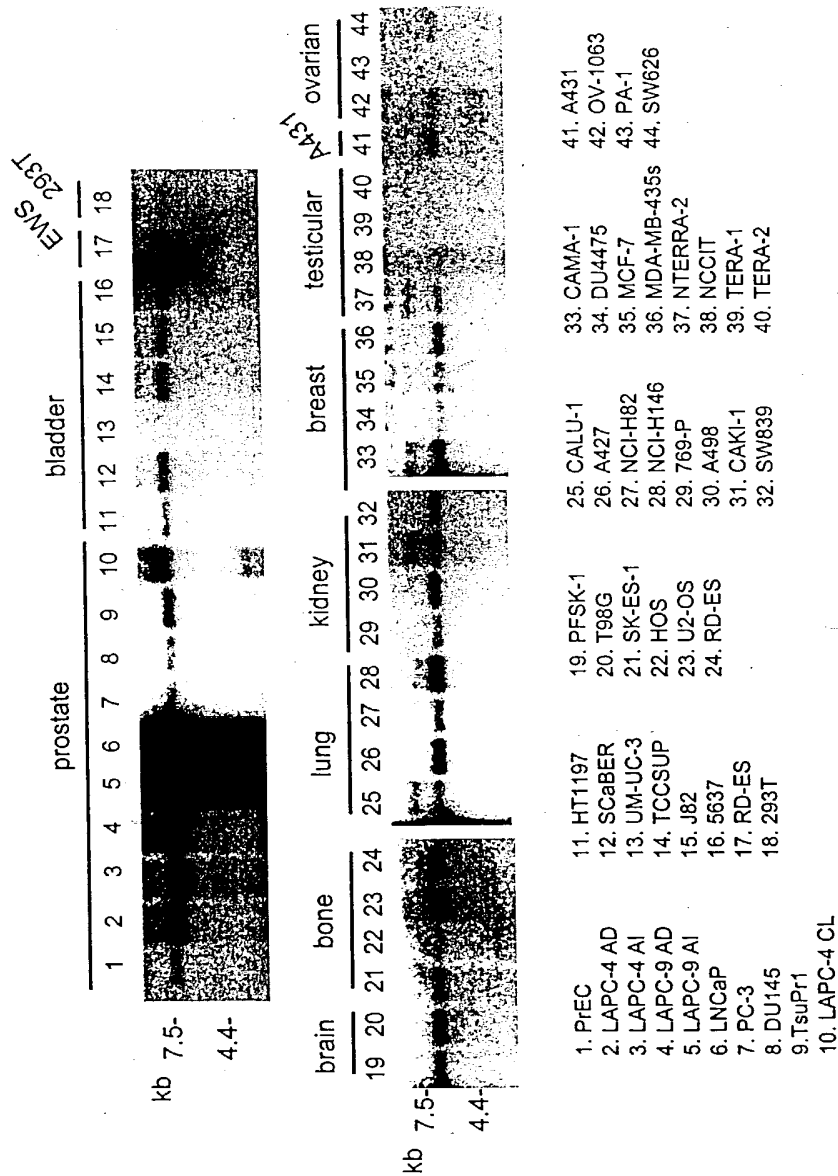 prostate bladder EWS 293T
1 2 3 4 5 6 7 8 9 10 11 12 13 14 15 16 17 18
kb
7.5-
4.4-
brain bone lung kidney breast testicular A431 ovarian
19 20 21 22 23 24 25 26 27 28 29 30 31 32 33 34 35 36 37 38 39 40 41 42 43 44
kb
7.5-
4.4-
1. PrEC
2. LAPC-4 AD
3. LAPC-4 AI
4. LAPC-9 AD
5. LAPC-9 AI
6. LNCaP
7. PC-3
8. DU145
9.TsuPr1
10. LAPC-4 CL
11. HT1197
12. SCaBER
13. UM-UC-3
14. TCCSUP
15. J82
16. 5637
17. RD-ES
18. 293T
19. PFSK-1
20. T98G
21. SK-ES-1
22. HOS
23. U2-OS
24. RD-ES
25. CALU-1
26. A427
27. NCI-H82
28. NCI-H146
29. 769-P
30. A498
31. CAKI-1
32. SW839
33. CAMA-1
34. DU4475
35. MCF-7
36. MDA-MB-435s
37. NTERRA-2
38. NCCIT
39. TERA-1
40. TERA-2
41. A431
42. OV-1063
43. PA-1
44. SW626